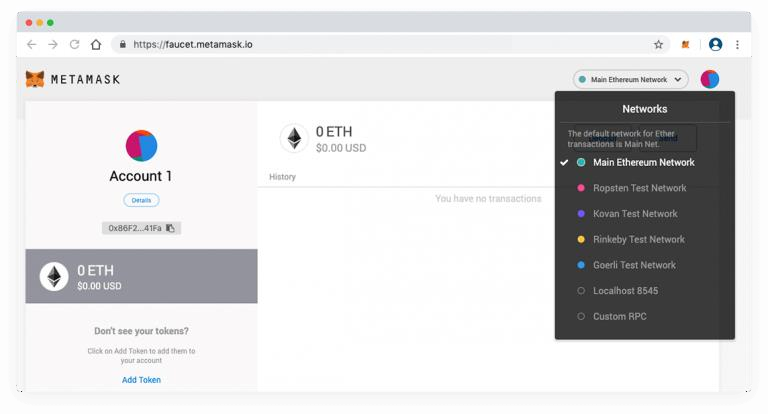 https://faucet.metamask.io
METAMASK
Main Ethereum Network
Account 1
Details
0x86F2...41Fa
0 ETH
$0.00 USD
Don't see your tokens?
Click on Add Token to add them to
your account
Add Token
0 ETH
$0.00 USD
History
You have no transactions
Networks
The default network for Ether
transactions is Main Net.
Main Ethereum Network
Ropsten Test Network
Kovan Test Network
Rinkeby Test Network
Goerli Test Network
Localhost 8545
Custom RPC